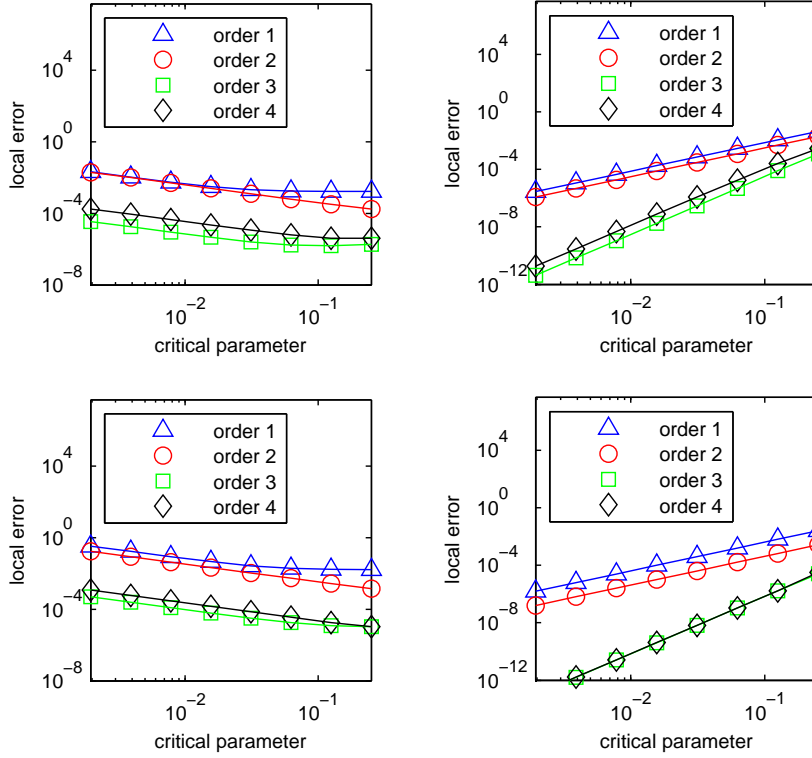 order 1
order 2
order 3
order 4
10^4
10^0
10^-4
10^-8
local error
10^-2
10^-1
critical parameter
order 1
order 2
order 3
order 4
10^4
10^0
10^-4
10^-8
10^-12
local error
10^-2
10^-1
critical parameter
order 1
order 2
order 3
order 4
10^4
10^0
10^-4
10^-8
local error
10^-2
10^-1
critical parameter
order 1
order 2
order 3
order 4
10^4
10^0
10^-4
10^-8
10^-12
local error
10^-2
10^-1
critical parameter